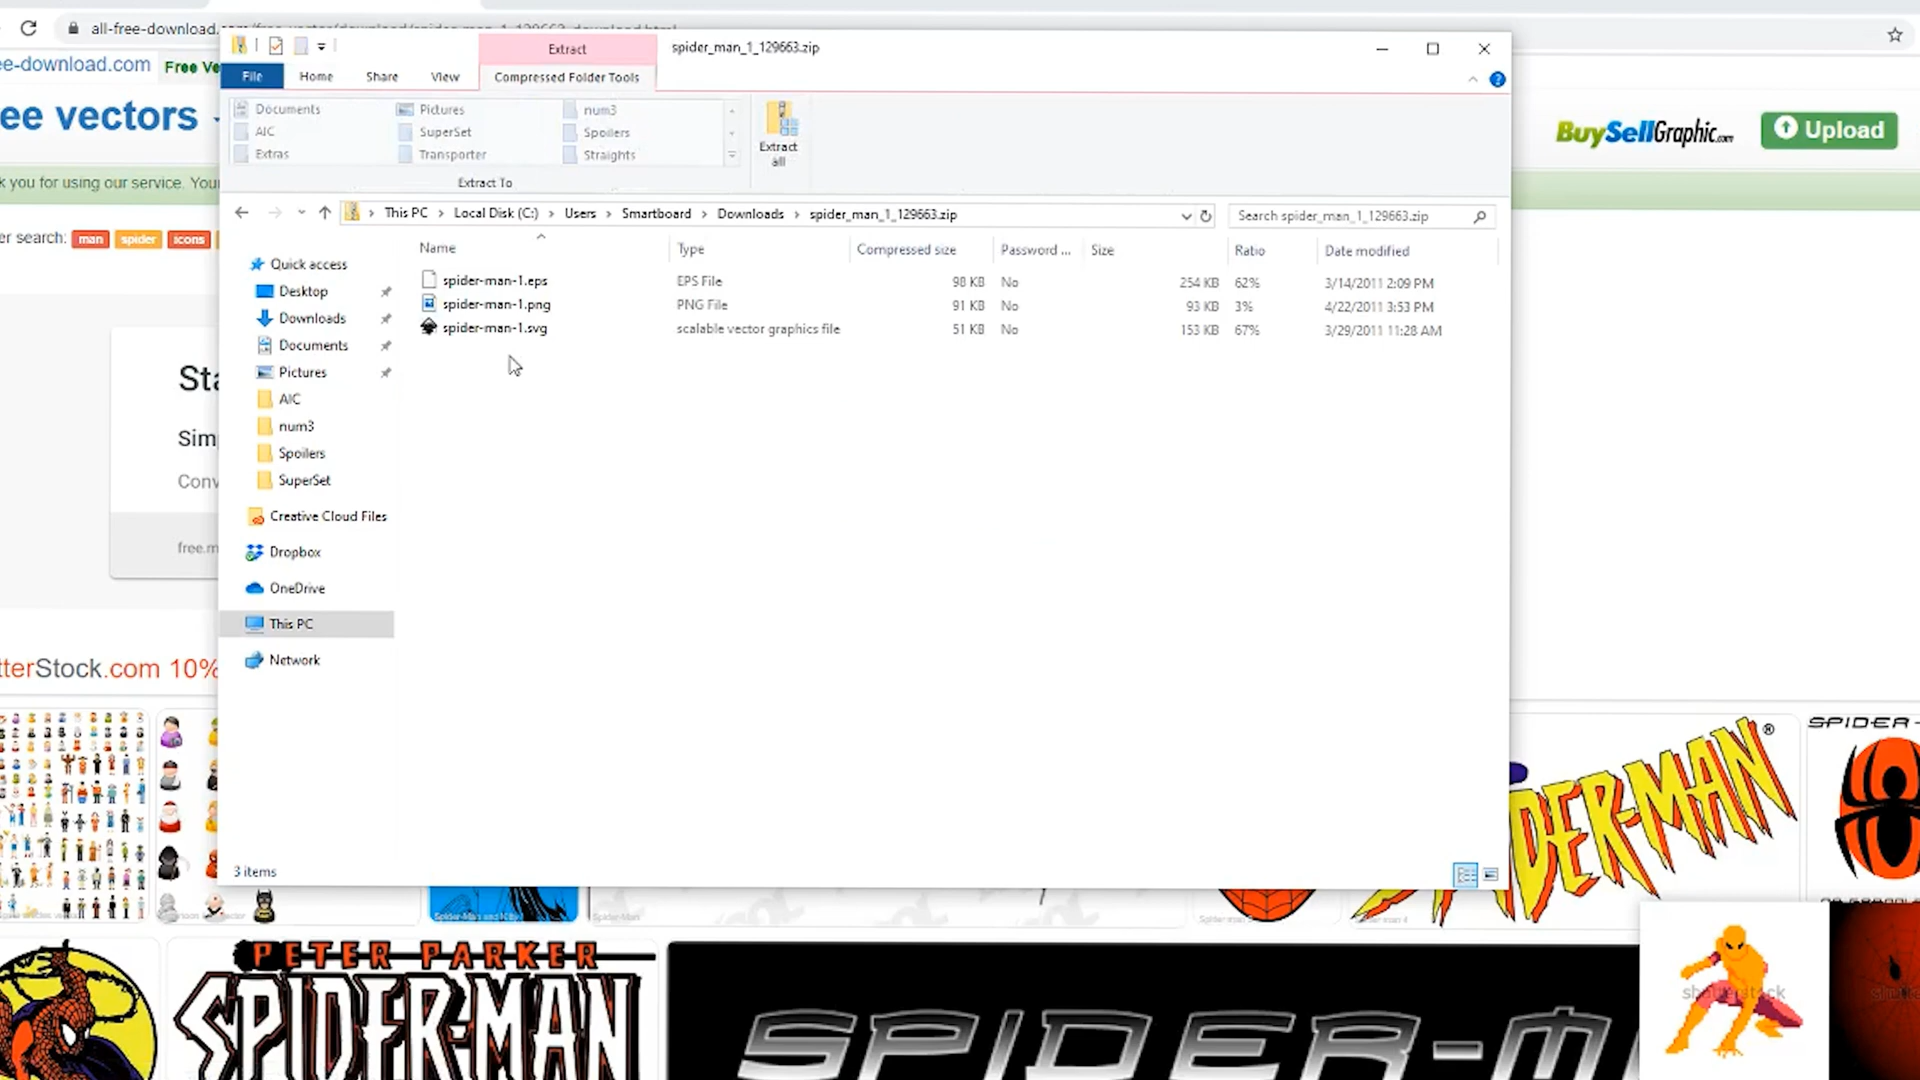 all-free-download.
e-download.com Free Ve
ee vectors
k you for using our service. You
er search: man spider icons
Sta
Simp
Conv
free.m
tterStock.com 10%
BuySellGraphic.com
Upload
Extract
spider_man_1_129663.zip
File Home Share View Compressed Folder Tools
Documents Pictures num3
AIC SuperSet Spoilers
Extras Transporter Straights
Extract To
Extract
all
This PC Local Disk (C:) Users Smartboard Downloads spider_man_1_129663.zip
Search spider_man_1_129663.zip
Name Type Compressed size Password ... Size Ratio Date modified
spider-man-1.eps EPS File 98 KB No 254 KB 62% 3/14/2011 2:09 PM
spider-man-1.png PNG File 91 KB No 93 KB 3% 4/22/2011 3:53 PM
spider-man-1.svg scalable vector graphics file 51 KB No 153 KB 67% 3/29/2011 11:28 AM
Quick access
Desktop
Downloads
Documents
Pictures
AIC
num3
Spoilers
SuperSet
Creative Cloud Files
Dropbox
OneDrive
This PC
Network
3 items
DER-MAN ®
SPIDER-
PETER PARKER
SPIDER-MAN
SPIDER-M
shutterstock